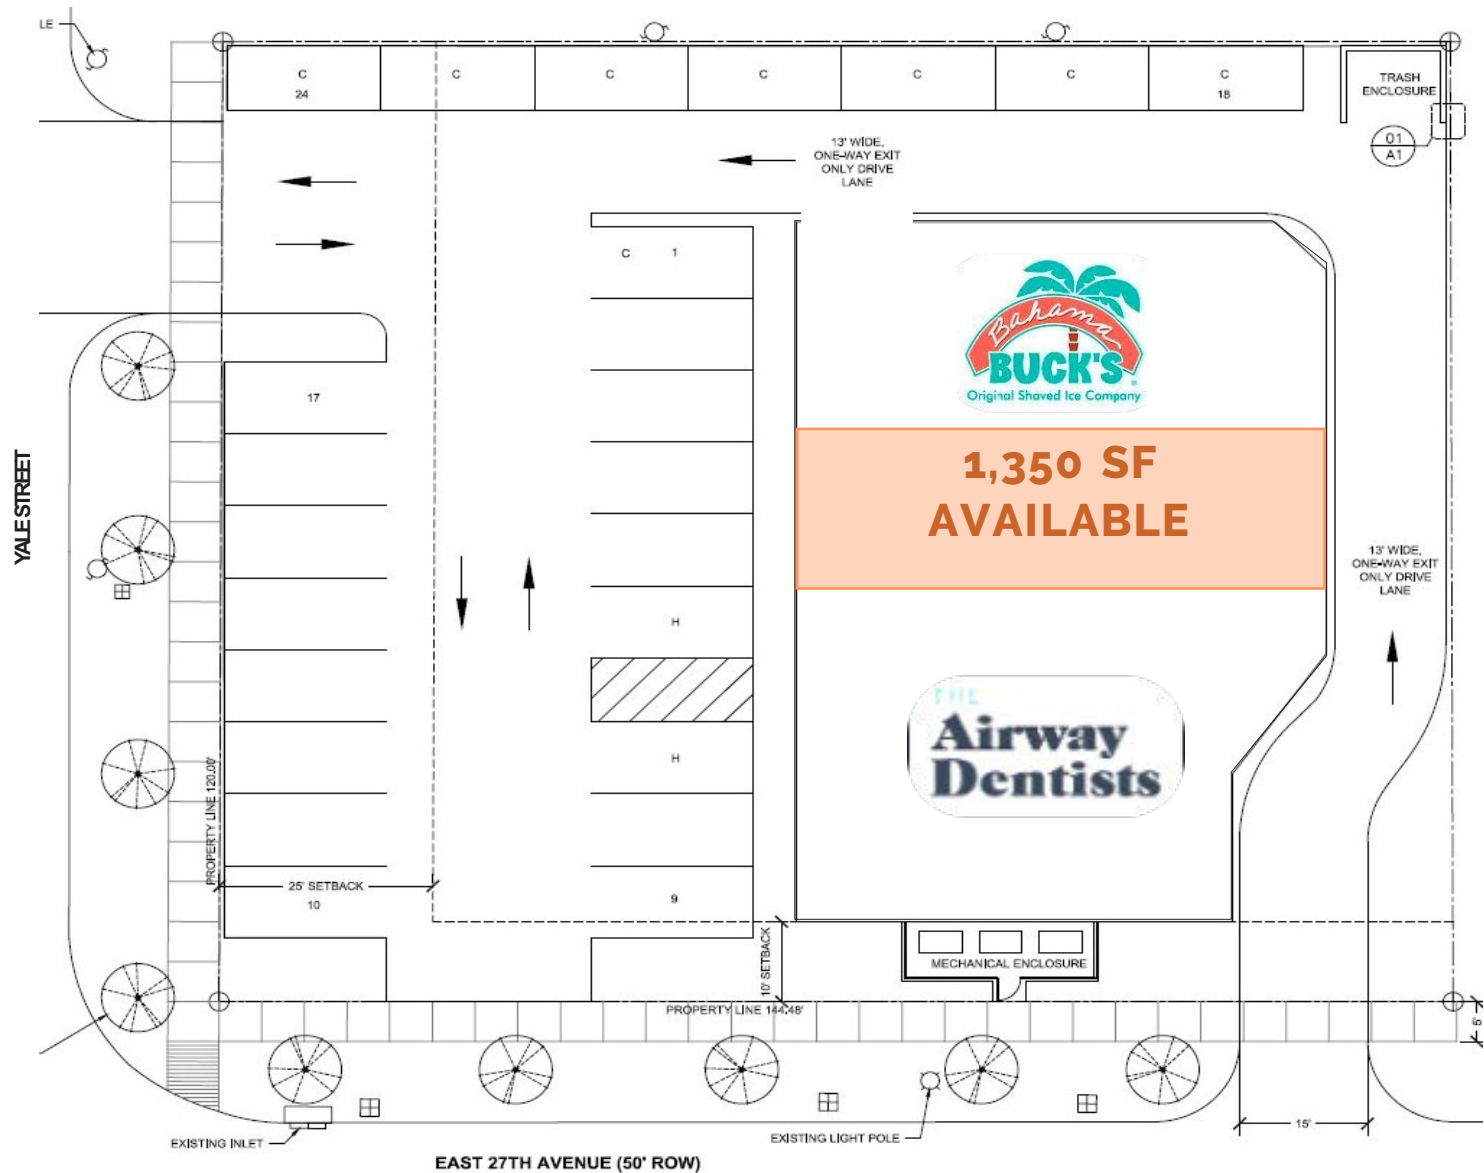 LE
C
C
C
C
C
C
C
24
18
TRASH
ENCLOSURE
01
A1
13' WIDE,
ONE-WAY EXIT
ONLY DRIVE
LANE
C 1
Bahama
BUCK'S
Original Shaved Ice Company
17
1,350 SF
AVAILABLE
YALE STREET
13' WIDE,
ONE-WAY EXIT
ONLY DRIVE
LANE
H
THE
Airway
Dentists
H
PROPERTY LINE 120.00'
25' SETBACK
10
9
10' SETBACK
MECHANICAL ENCLOSURE
PROPERTY LINE 144.48'
5'
EXISTING INLET
EXISTING LIGHT POLE
15'
EAST 27TH AVENUE (50' ROW)